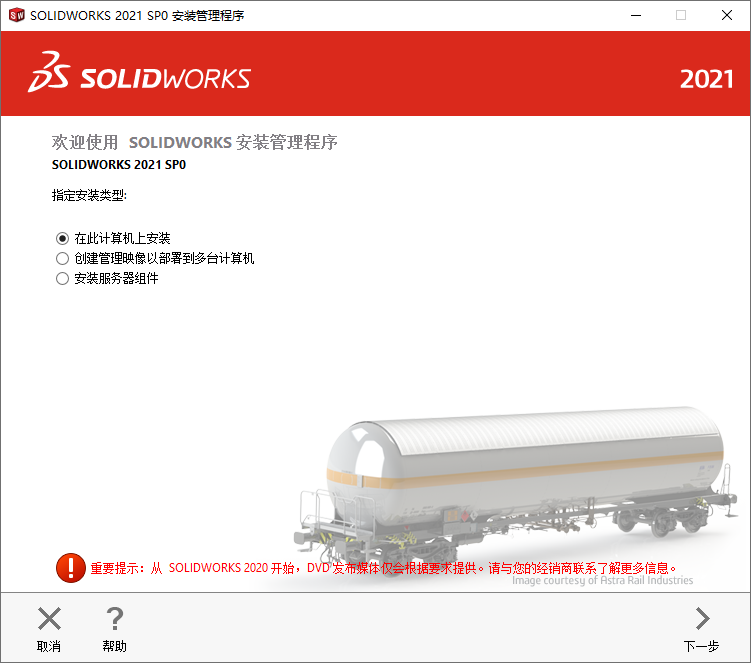 SOLIDWORKS 2021 SP0 安装管理程序
SOLIDWORKS
2021
欢迎使用 SOLIDWORKS 安装管理程序
SOLIDWORKS 2021 SP0
指定安装类型:
在此计算机上安装
创建管理映像以部署到多台计算机
安装服务器组件
重要提示：从 SOLIDWORKS 2020 开始，DVD 发布媒体仅会根据要求提供。请与您的经销商联系了解更多信息。
Image courtesy of Astra Rail Industries
取消
帮助
下一步